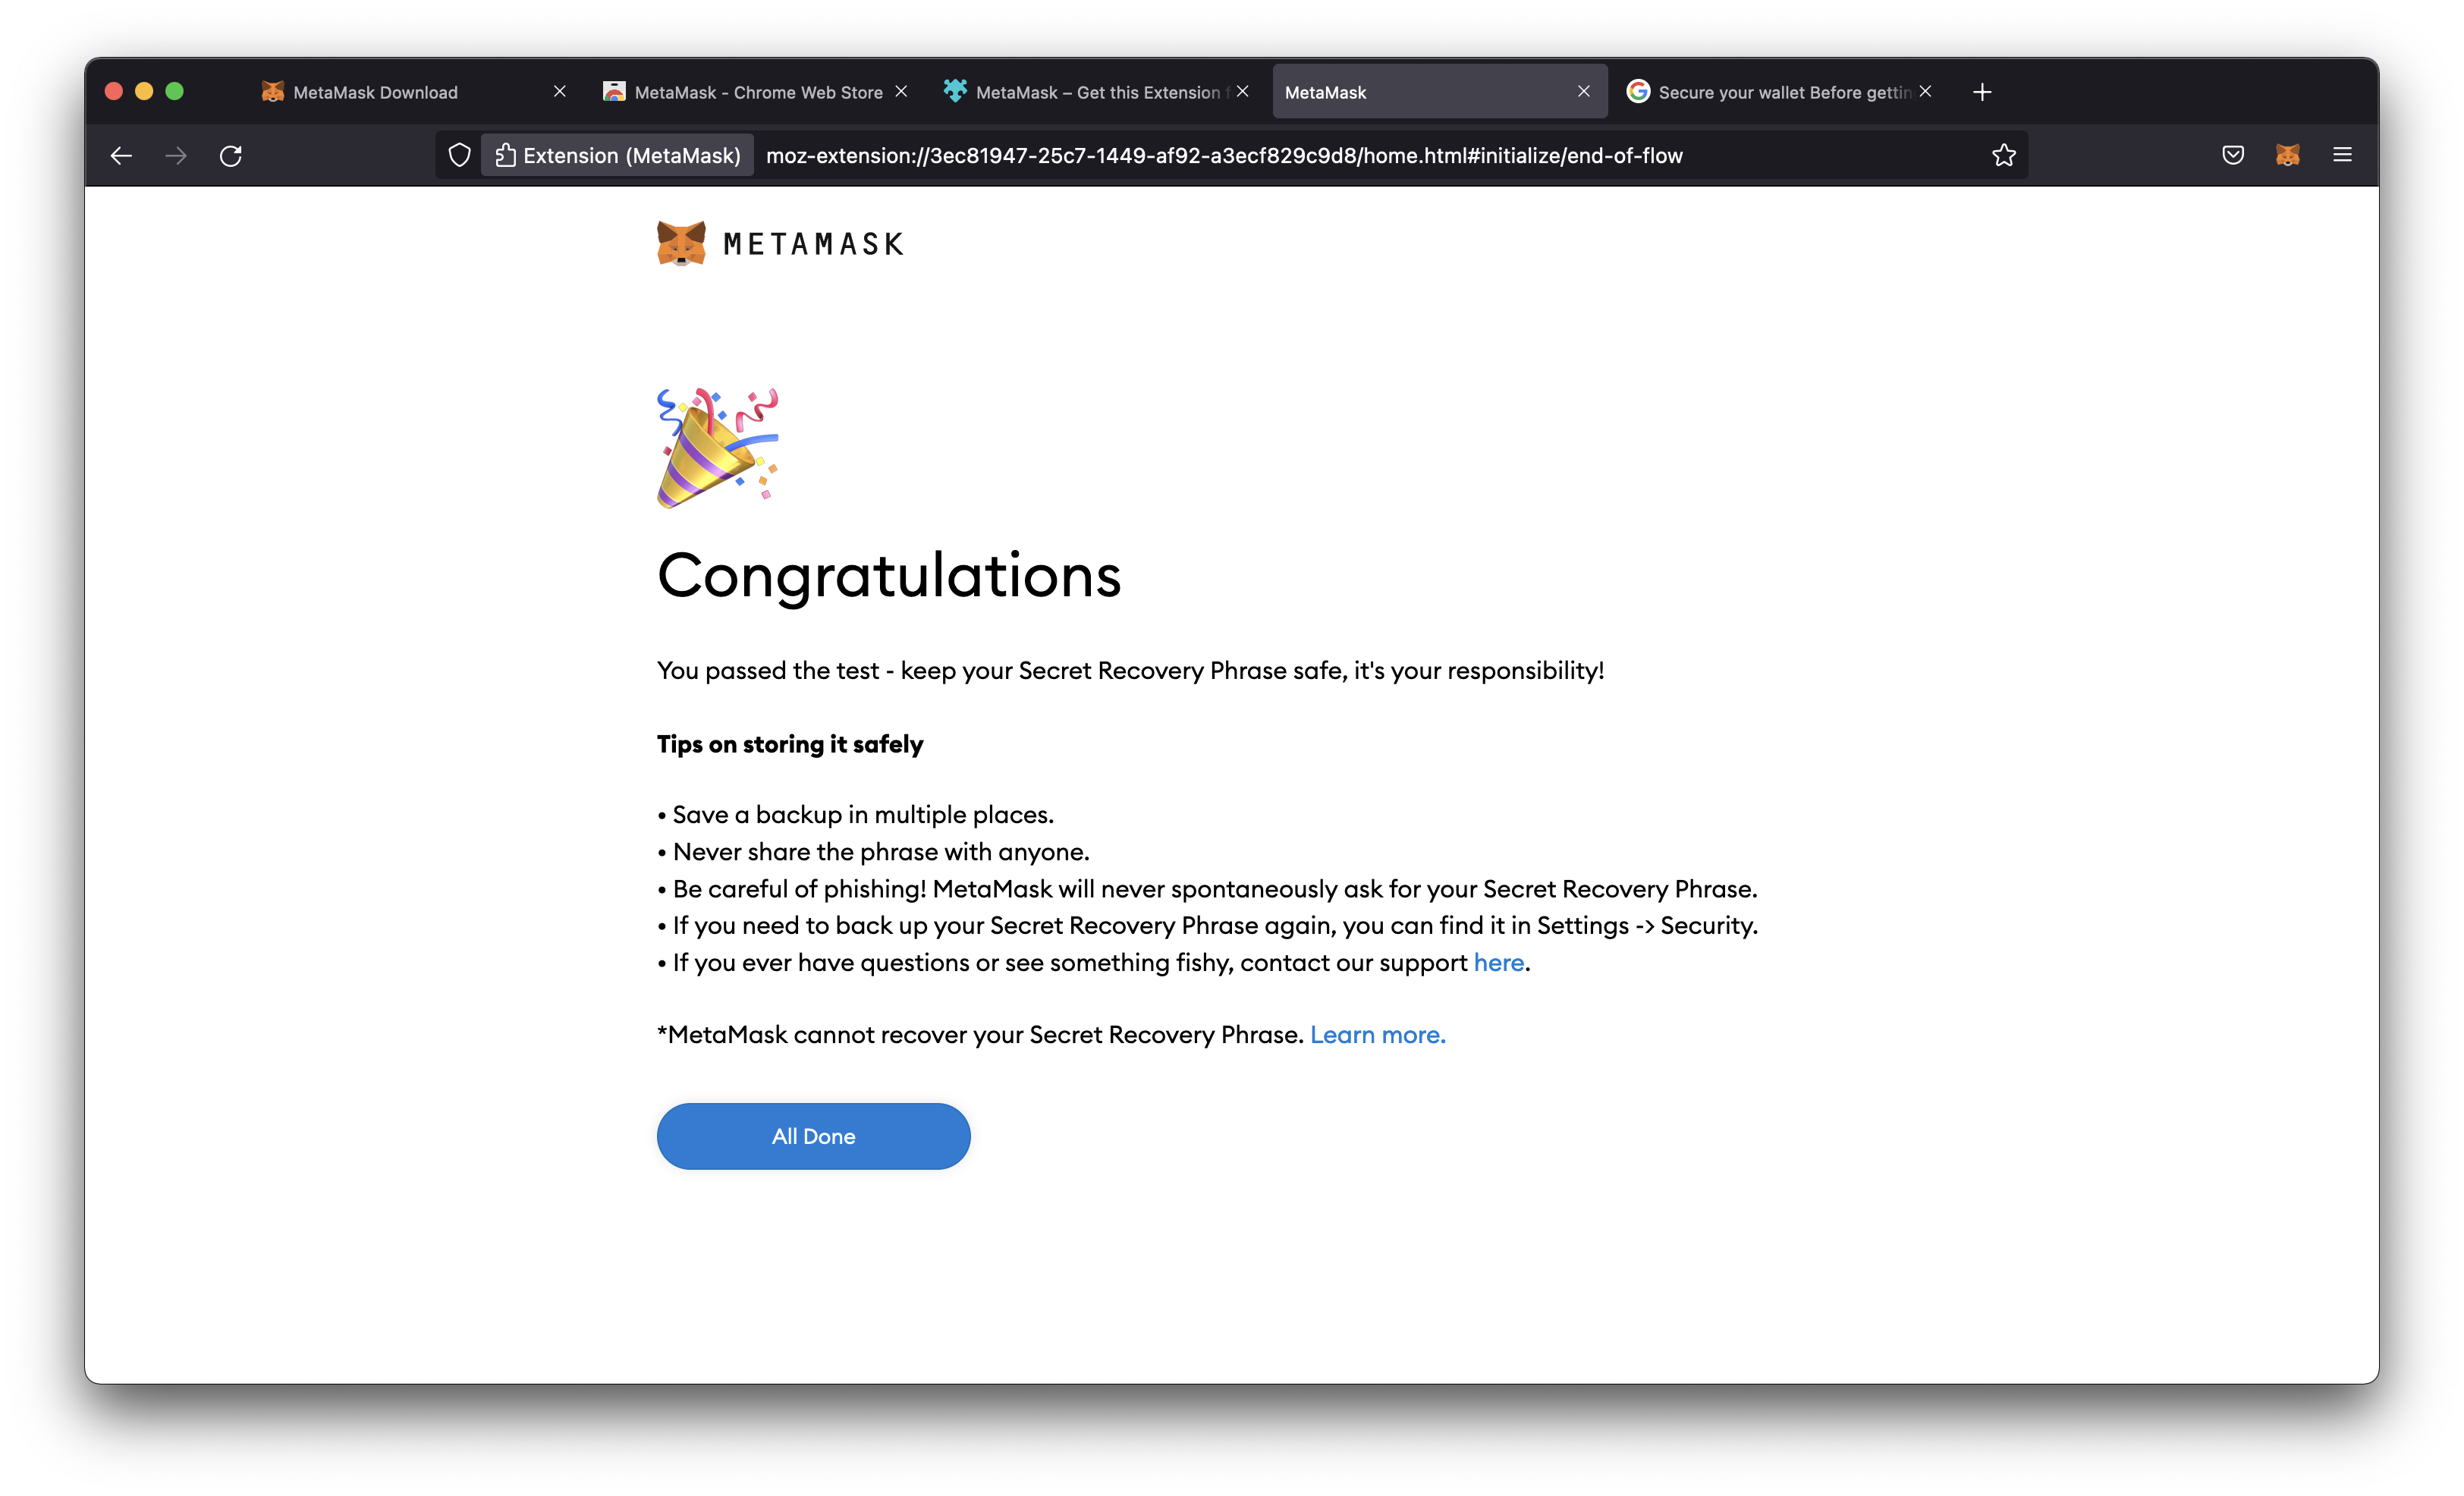 MetaMask Download
MetaMask - Chrome Web Store
MetaMask – Get this Extension f
MetaMask
Secure your wallet Before gettin
Extension (MetaMask)
moz-extension://3ec81947-25c7-1449-af92-a3ecf829c9d8/home.html#initialize/end-of-flow
METAMASK
Congratulations
You passed the test - keep your Secret Recovery Phrase safe, it's your responsibility!
Tips on storing it safely
• Save a backup in multiple places.
• Never share the phrase with anyone.
• Be careful of phishing! MetaMask will never spontaneously ask for your Secret Recovery Phrase.
• If you need to back up your Secret Recovery Phrase again, you can find it in Settings -> Security.
• If you ever have questions or see something fishy, contact our support here.
*MetaMask cannot recover your Secret Recovery Phrase. Learn more.
All Done